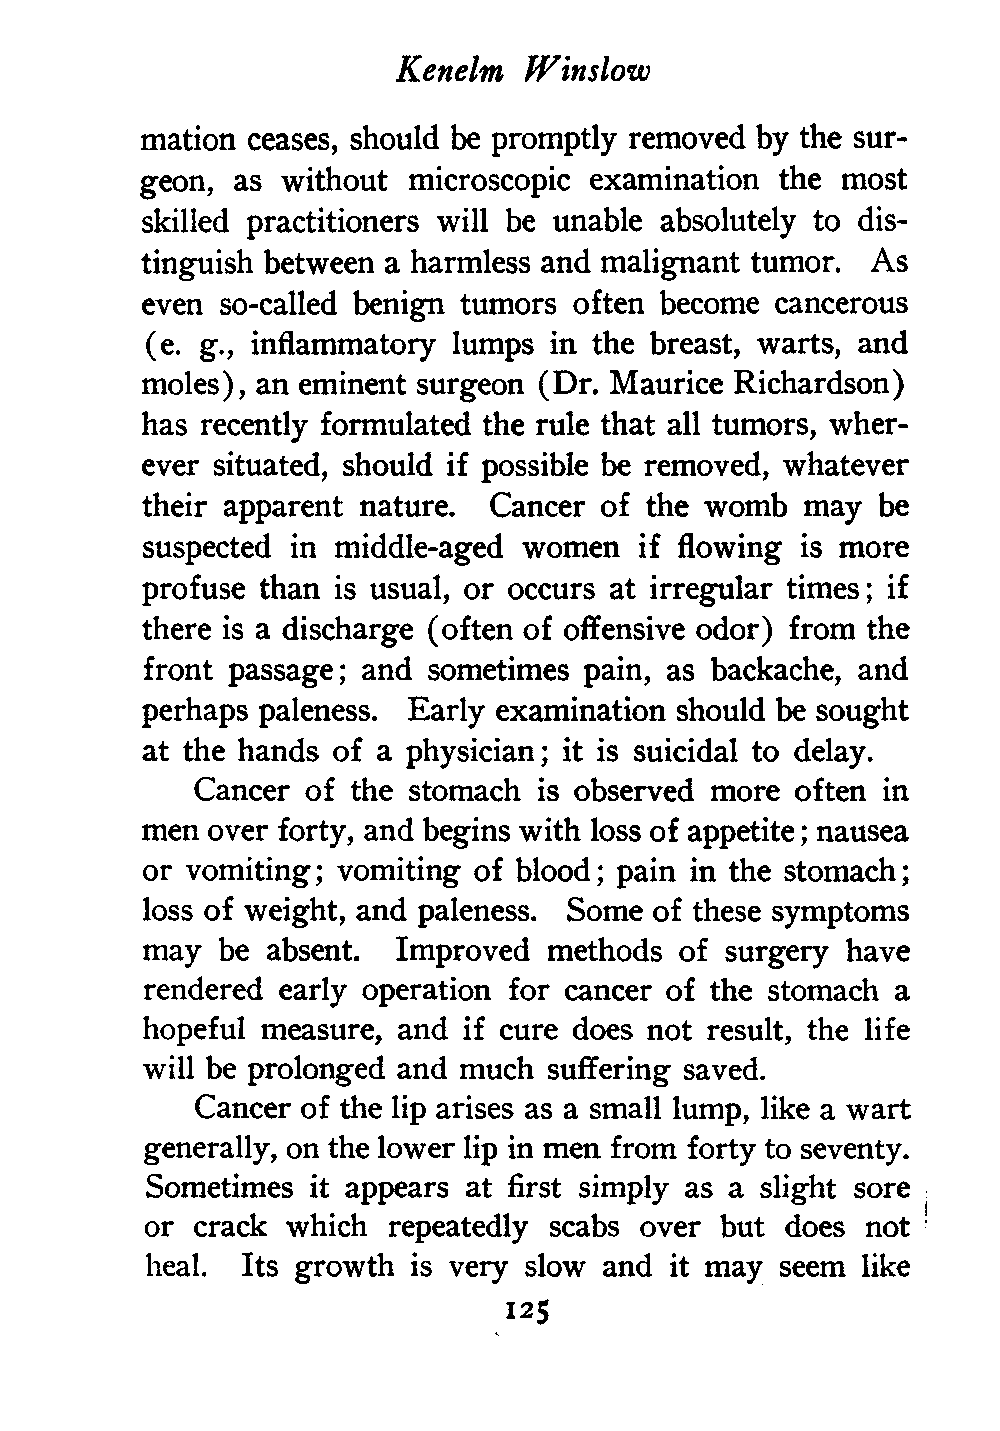 Kenelm Winslow
mation ceases, should be promptly removed by the sur-
geon, as without microscopic examination the most
skilled practitioners will be unable absolutely to dis-
tinguish between a harmless and malignant tumor. As
even so-called benign tumors often become cancerous
(e. g., inflammatory lumps in the breast, warts, and
moles), an eminent surgeon (Dr. Maurice Richardson)
has recently formulated the rule that all tumors, wher-
ever situated, should if possible be removed, whatever
their apparent nature. Cancer of the womb may be
suspected in middle-aged women if flowing is more
profuse than is usual, or occurs at irregular times; if
there is a discharge (often of offensive odor) from the
front passage; and sometimes pain, as backache, and
perhaps paleness. Early examination should be sought
at the hands of a physician; it is suicidal to delay.
Cancer of the stomach is observed more often in
men over forty, and begins with loss of appetite; nausea
or vomiting; vomiting of blood; pain in the stomach;
loss of weight, and paleness. Some of these symptoms
may be absent. Improved methods of surgery have
rendered early operation for cancer of the stomach a
hopeful measure, and if cure does not result, the life
will be prolonged and much suffering saved.
Cancer of the lip arises as a small lump, like a wart
generally, on the lower lip in men from forty to seventy.
Sometimes it appears at first simply as a slight sore
or crack which repeatedly scabs over but does not
heal. Its growth is very slow and it may seem like
125